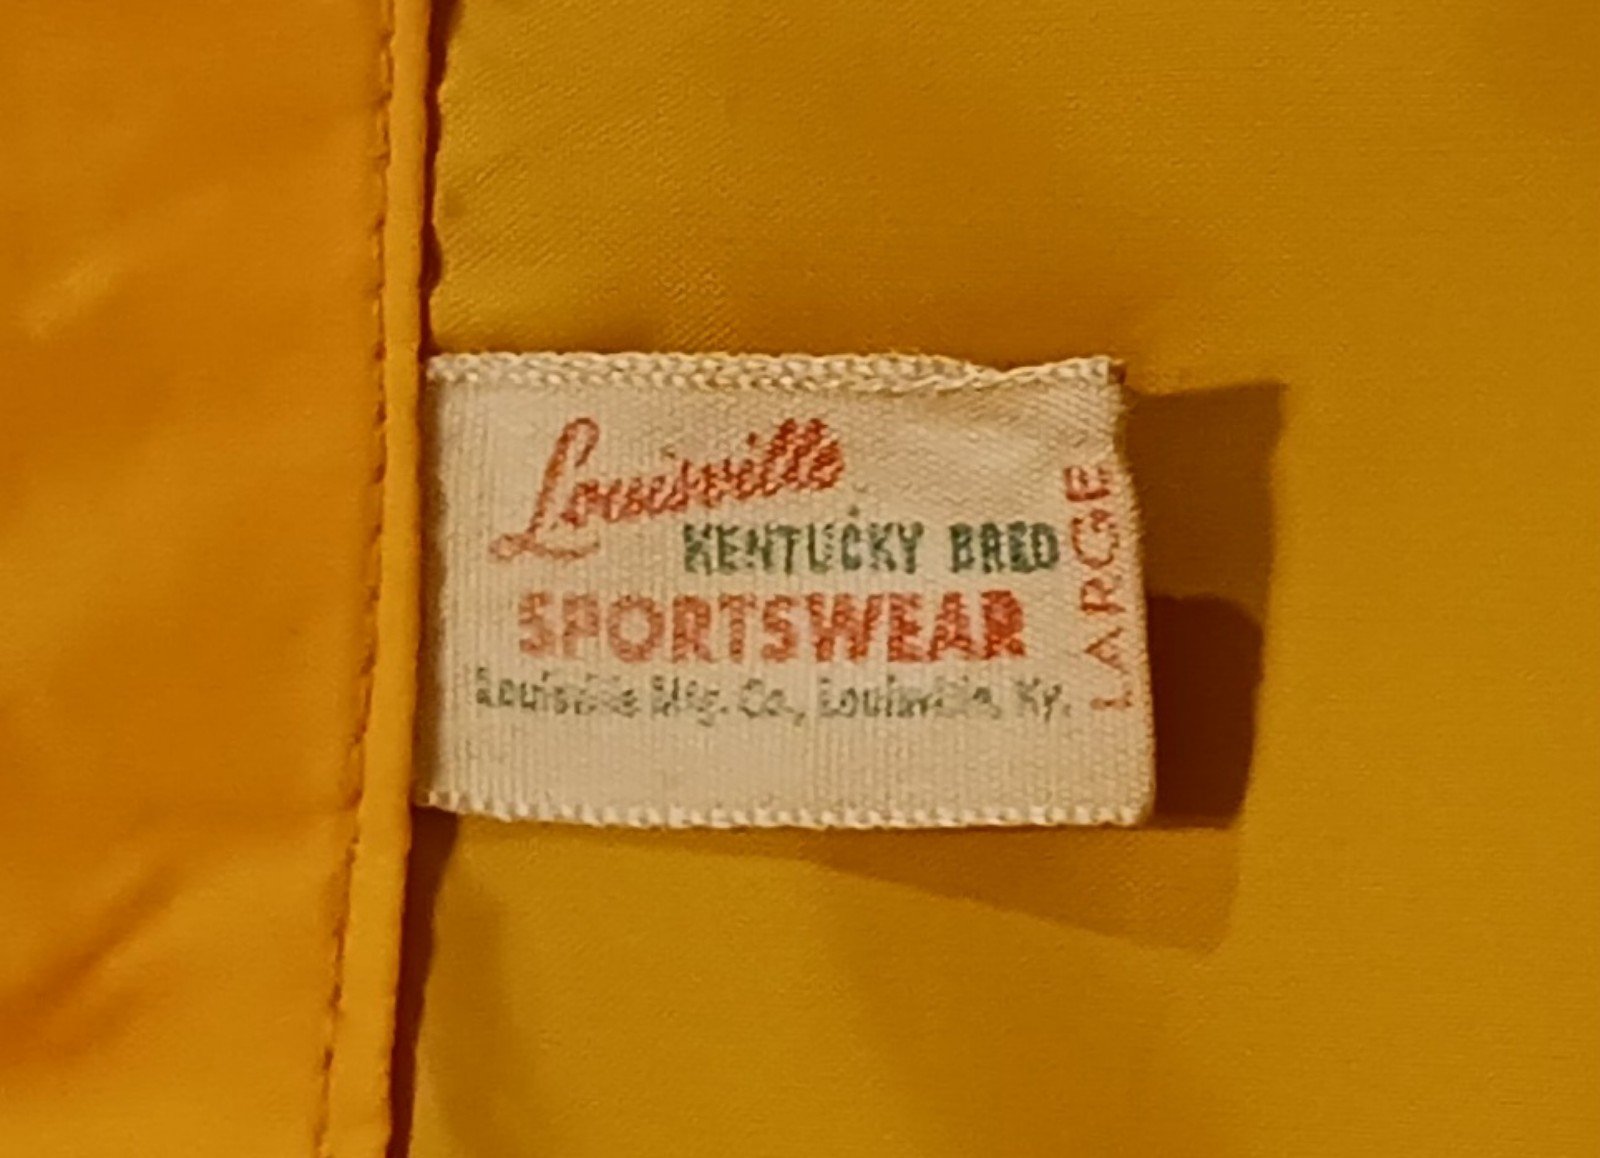 Louisville
KENTUCKY BRED
SPORTSWEAR
Louisville Mfg. Co., Louisville, Ky.
LARGE